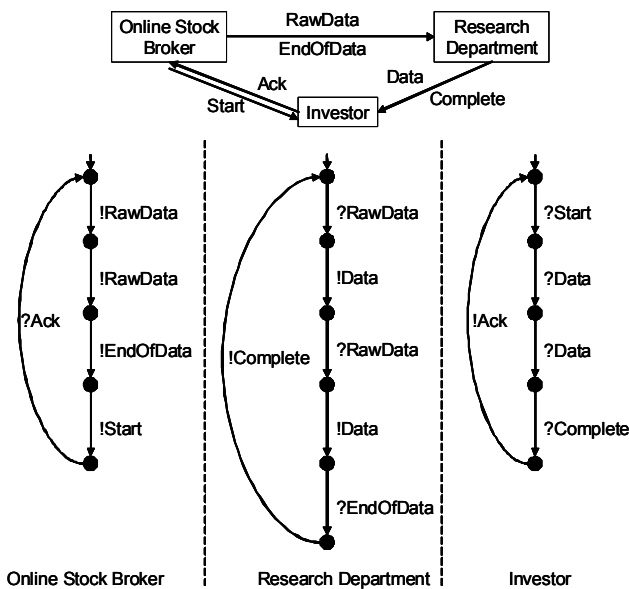 Online Stock
Broker
RawData
EndOfData
Research
Department
Ack
Start
Investor
Data
Complete
!RawData
!RawData
?Ack
!EndOfData
!Start
?RawData
!Data
?RawData
!Complete
!Data
?EndOfData
?Start
?Data
!Ack
?Data
?Complete
Online Stock Broker
Research Department
Investor